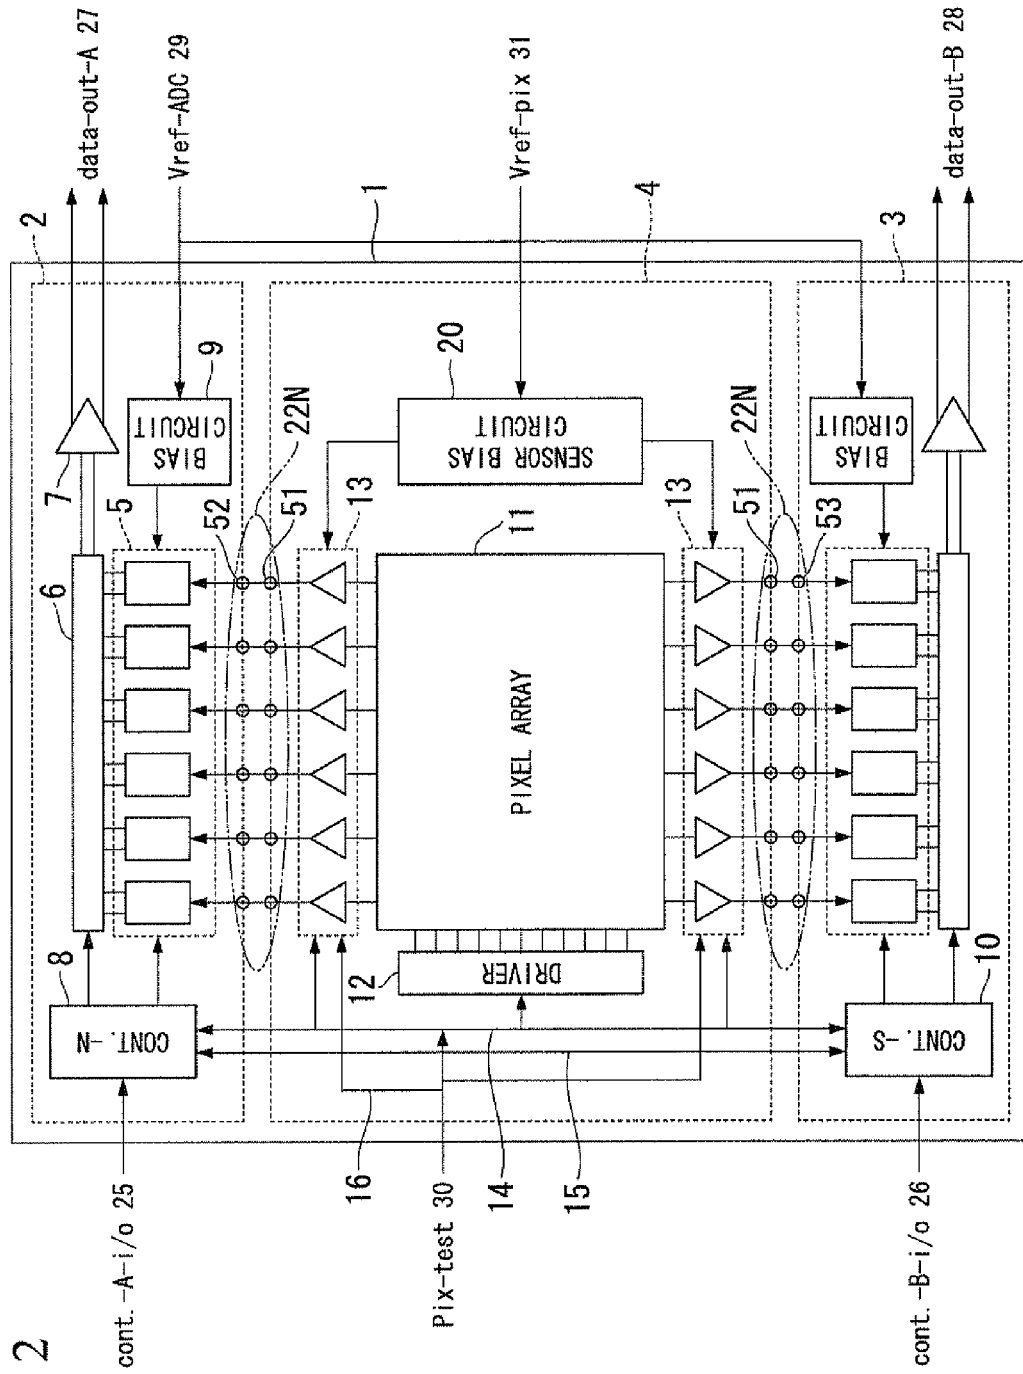 2
cont.-A-i/o 25
Pix-test 30
cont.-B-i/o 26
16
14
15
8
CONT.-N
12
DRIVER
10
CONT.-S
6
5
7
52
51
22N
13
11
PIXEL ARRAY
13
51
22N
53
9
BIAS
CIRCUIT
20
SENSOR BIAS
CIRCUIT
BIAS
CIRCUIT
2
1
4
3
data-out-A 27
Vref-ADC 29
Vref-pix 31
data-out-B 28